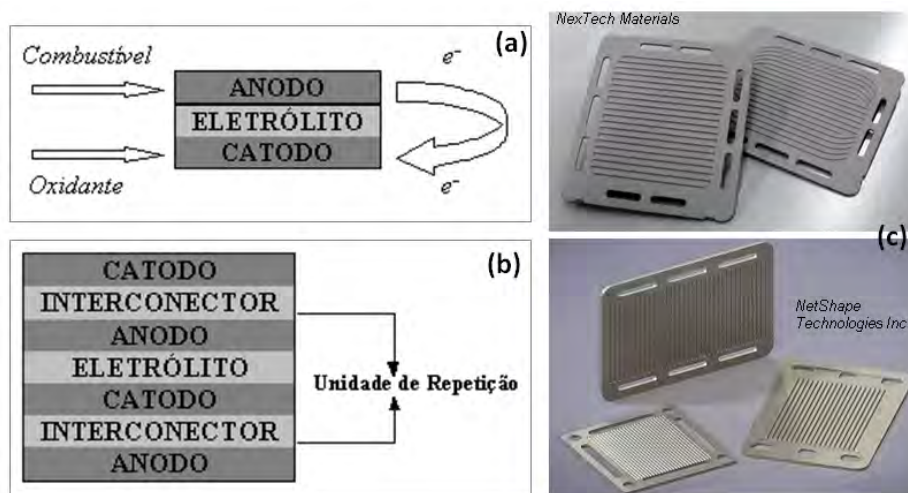 (a)
Combustível
e⁻
ANODO
ELETRÓLITO
CATODO
Oxidante
e⁻
(b)
CATODO
INTERCONECTOR
ANODO
ELETRÓLITO
CATODO
INTERCONECTOR
ANODO
Unidade de Repetição
NexTech Materials
(c)
NetShape
Technologies Inc